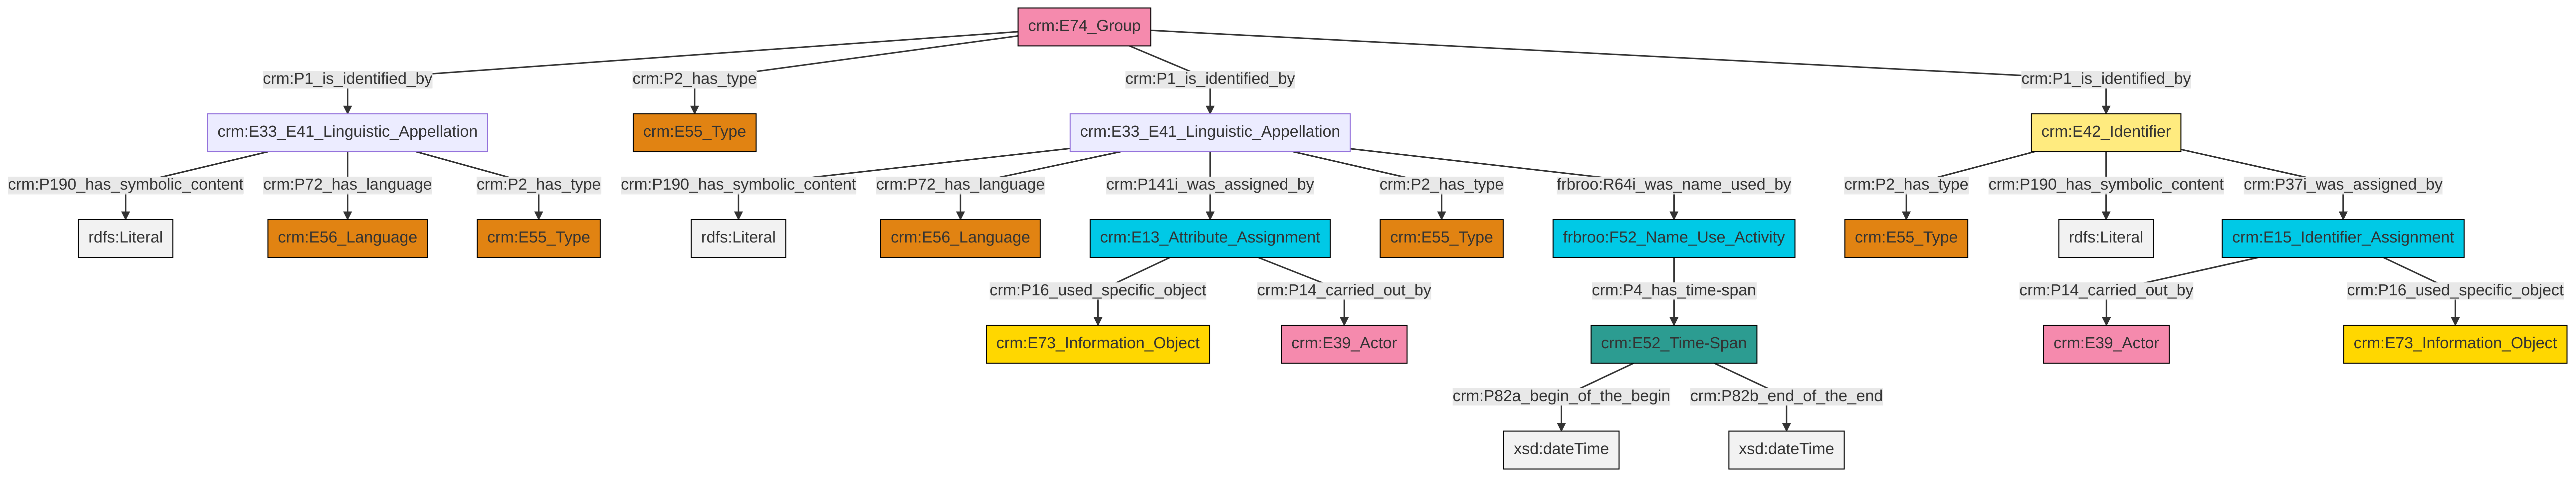 crm:E74_Group
crm:P1_is_identified_by
crm:P2_has_type
crm:P1_is_identified_by
crm:P1_is_identified_by
crm:E33_E41_Linguistic_Appellation
crm:E55_Type
crm:E33_E41_Linguistic_Appellation
crm:E42_Identifier
crm:P190_has_symbolic_content
crm:P72_has_language
crm:P2_has_type
crm:P190_has_symbolic_content
crm:P72_has_language
crm:P141i_was_assigned_by
crm:P2_has_type
frbroo:R64i_was_name_used_by
crm:P2_has_type
crm:P190_has_symbolic_content
crm:P37i_was_assigned_by
rdfs:Literal
crm:E56_Language
crm:E55_Type
rdfs:Literal
crm:E56_Language
crm:E13_Attribute_Assignment
crm:E55_Type
frbroo:F52_Name_Use_Activity
crm:E55_Type
rdfs:Literal
crm:E15_Identifier_Assignment
crm:P16_used_specific_object
crm:P14_carried_out_by
crm:P4_has_time-span
crm:P14_carried_out_by
crm:P16_used_specific_object
crm:E73_Information_Object
crm:E39_Actor
crm:E52_Time-Span
crm:E39_Actor
crm:E73_Information_Object
crm:P82a_begin_of_the_begin
crm:P82b_end_of_the_end
xsd:dateTime
xsd:dateTime